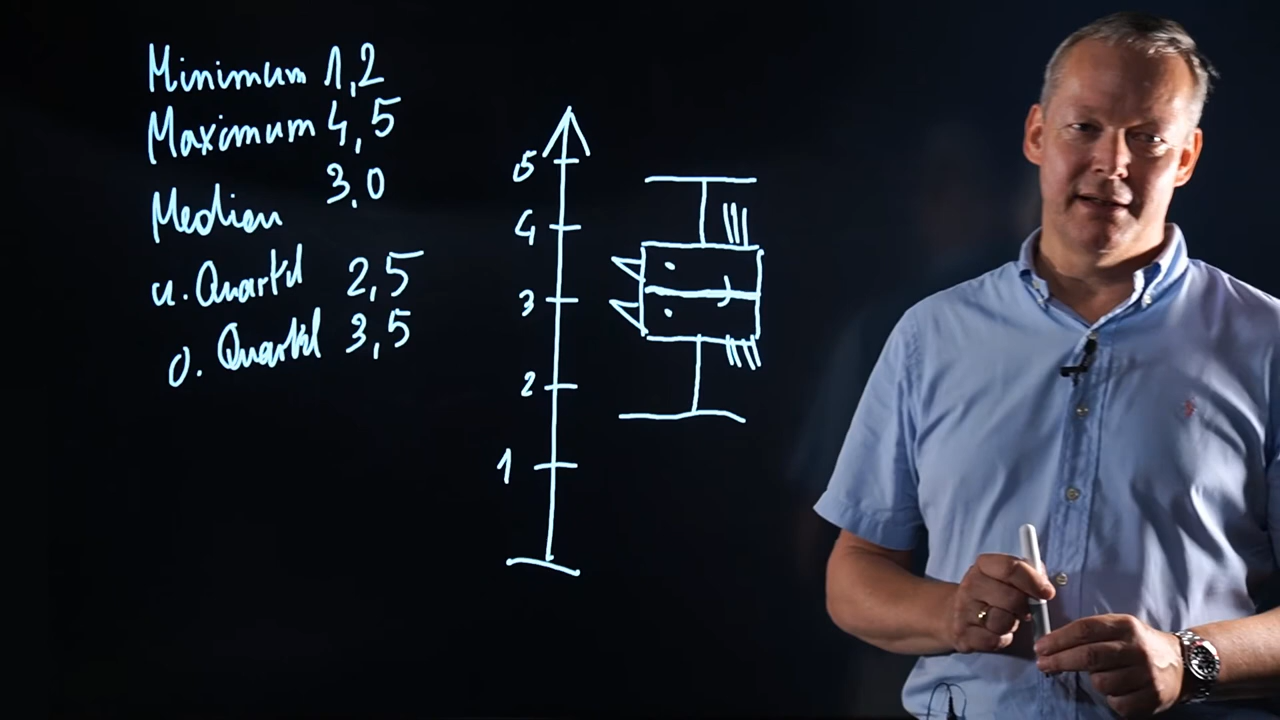 Minimum 1,2
Maximum 4,5
Median 3,0
u. Quartil 2,5
o. Quartil 3,5
5
4
3
2
1